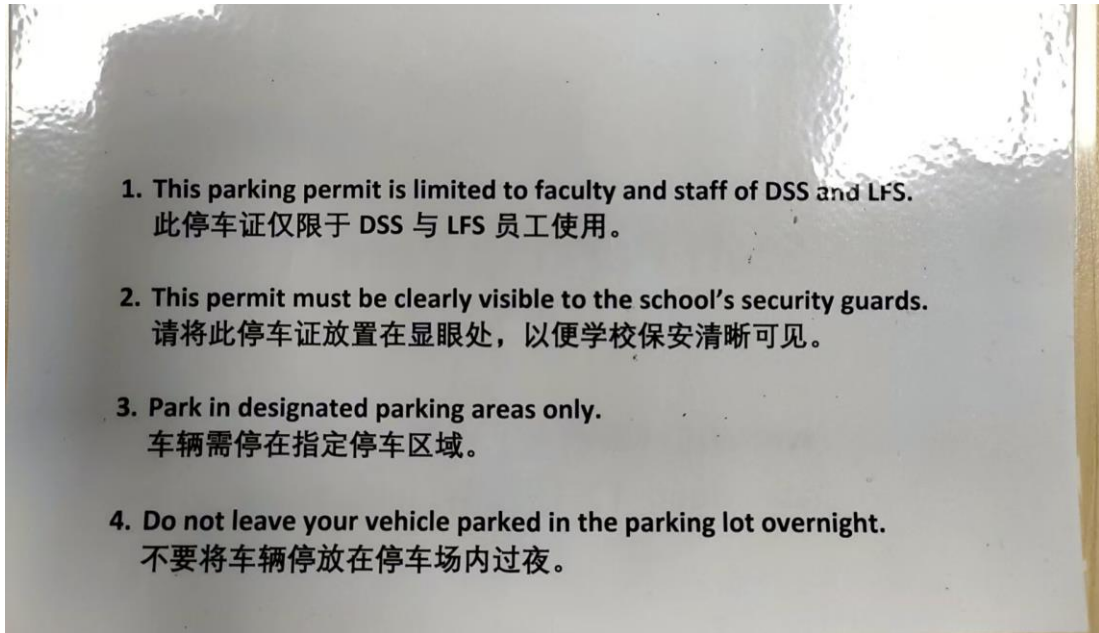 1. This parking permit is limited to faculty and staff of DSS and LFS.
此停车证仅限于 DSS 与 LFS 员工使用。
2. This permit must be clearly visible to the school's security guards.
请将此停车证放置在显眼处，以便学校保安清晰可见。
3. Park in designated parking areas only.
车辆需停在指定停车区域。
4. Do not leave your vehicle parked in the parking lot overnight.
不要将车辆停放在停车场内过夜。